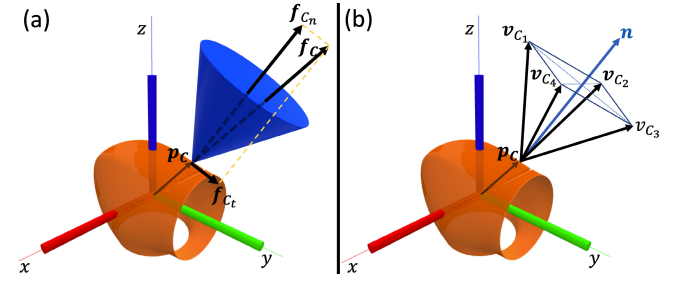 (a)
z
f_{C_n}
f_C
p_C
f_{C_t}
x
y
(b)
z
v_{C_1}
n
v_{C_4}
v_{C_2}
v_{C_3}
p_C
x
y